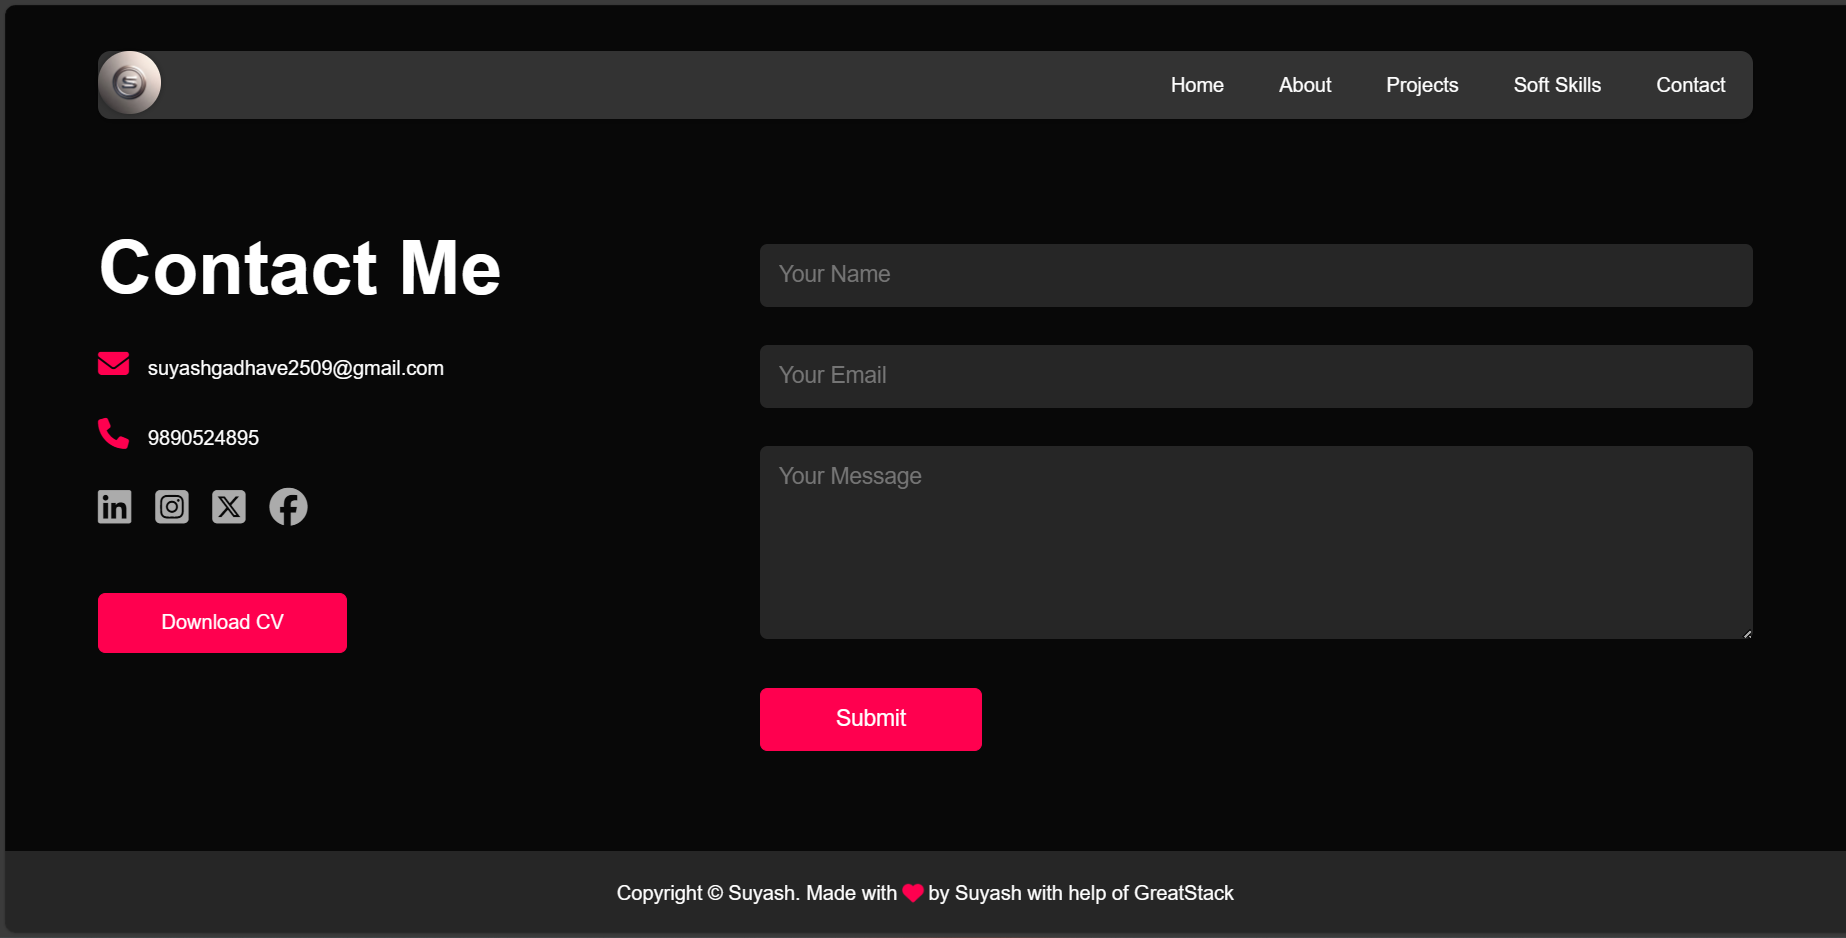 S
Home About Projects Soft Skills Contact
Contact Me
suyashgadhave2509@gmail.com
9890524895
in X f
Download CV
Your Name
Your Email
Your Message
Submit
Copyright © Suyash. Made with by Suyash with help of GreatStack